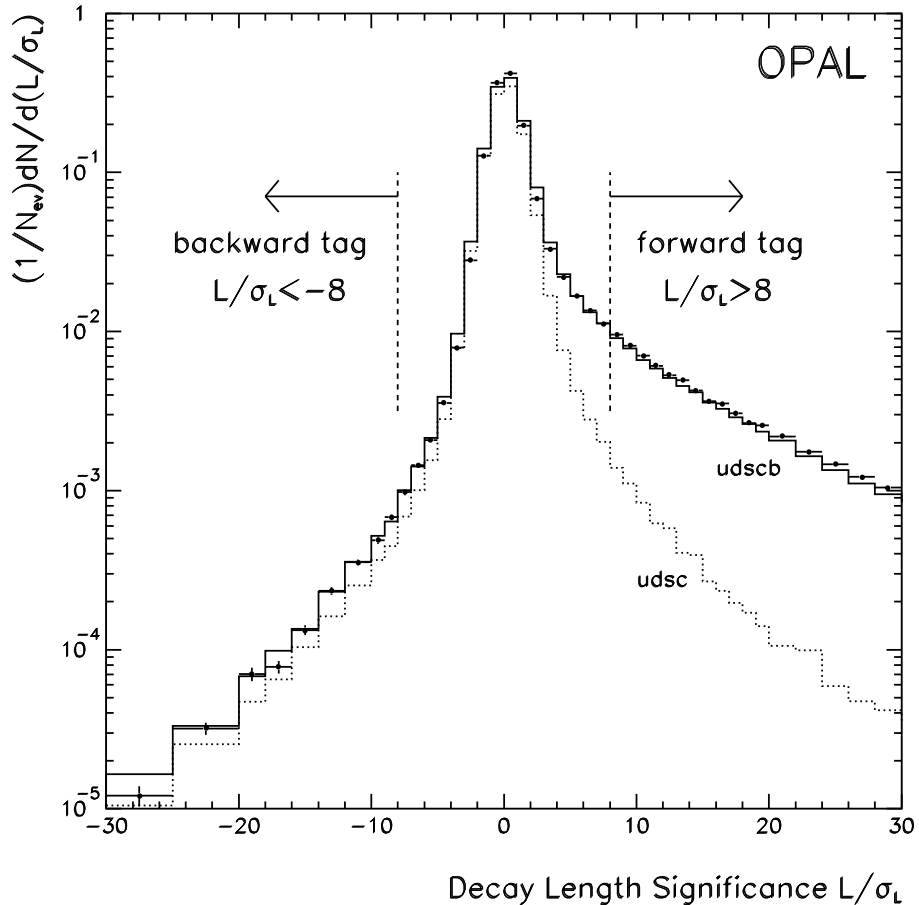 OPAL
(1/N_ev)dN/d(L/σ_L)
1
10^-1
10^-2
10^-3
10^-4
10^-5
backward tag
L/σ_L<-8
forward tag
L/σ_L>8
udscb
udsc
-30 -20 -10 0 10 20 30
Decay Length Significance L/σ_L